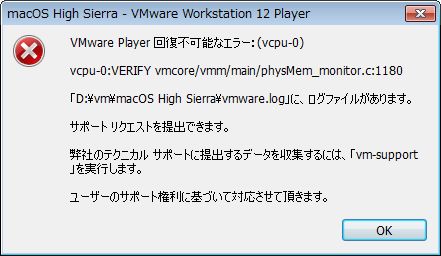 macOS High Sierra - VMware Workstation 12 Player
VMware Player 回復不可能なエラー: (vcpu-0)
vcpu-0:VERIFY vmcore/vmm/main/physMem_monitor.c:1180
「D:¥vm¥macOS High Sierra¥vmware.log」に、ログファイルがあります。
サポート リクエストを提出できます。
弊社のテクニカル サポートに提出するデータを収集するには、「vm-support
」を実行します。
ユーザーのサポート権利に基づいて対応させて頂きます。
OK